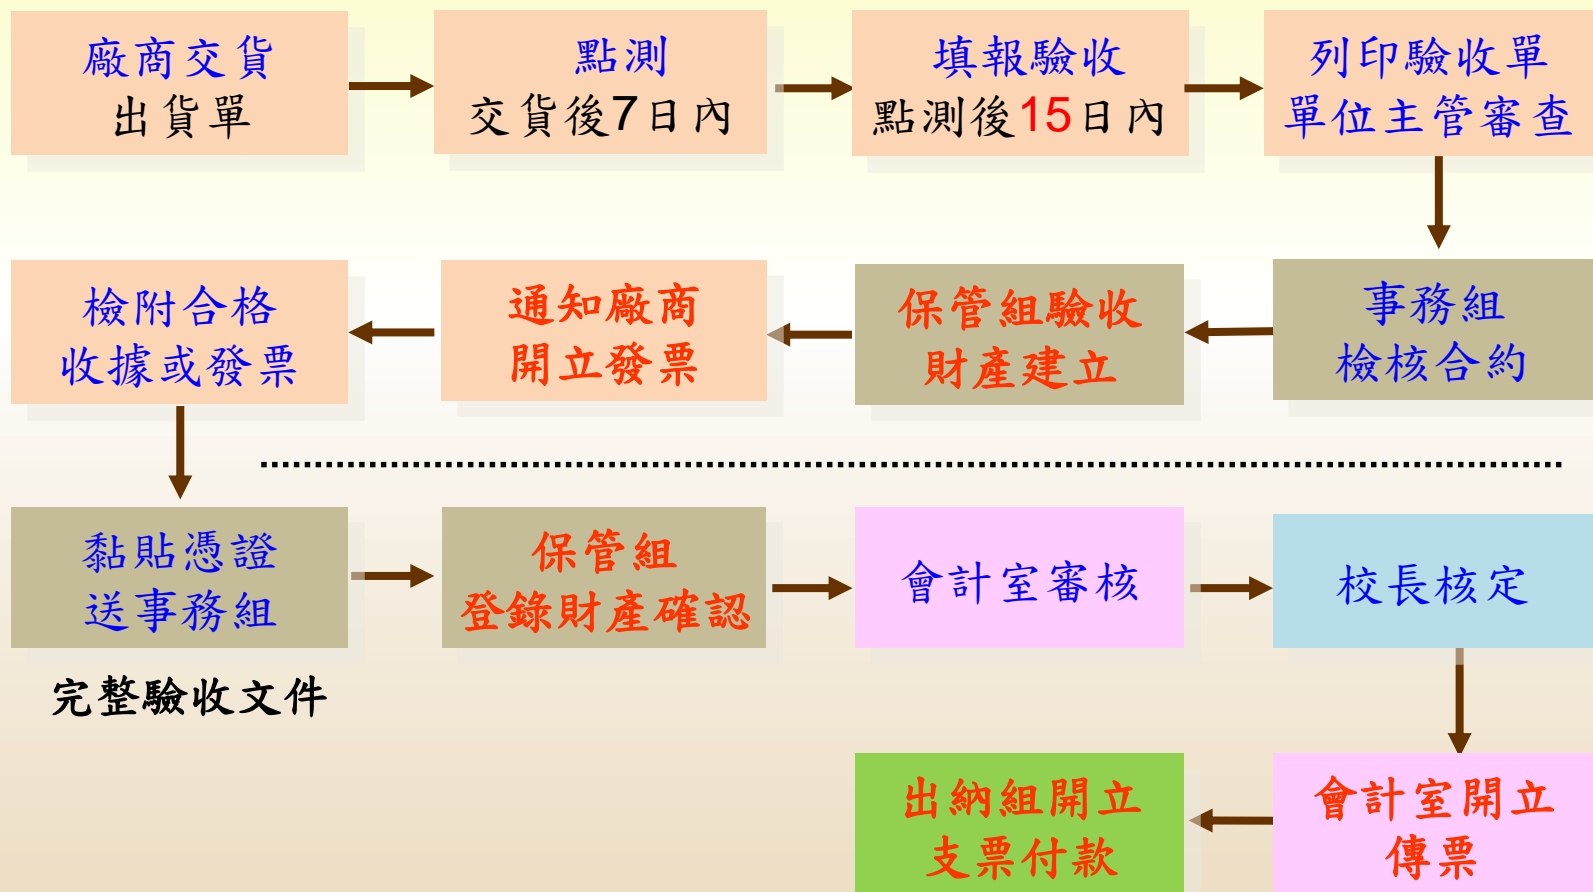 廠商交貨
出貨單
點測
交貨後7日內
填報驗收
點測後15日內
列印驗收單
單位主管審查
事務組
檢核合約
保管組驗收
財產建立
通知廠商
開立發票
檢附合格
收據或發票
黏貼憑證
送事務組
完整驗收文件
保管組
登錄財產確認
會計室審核
校長核定
會計室開立
傳票
出納組開立
支票付款